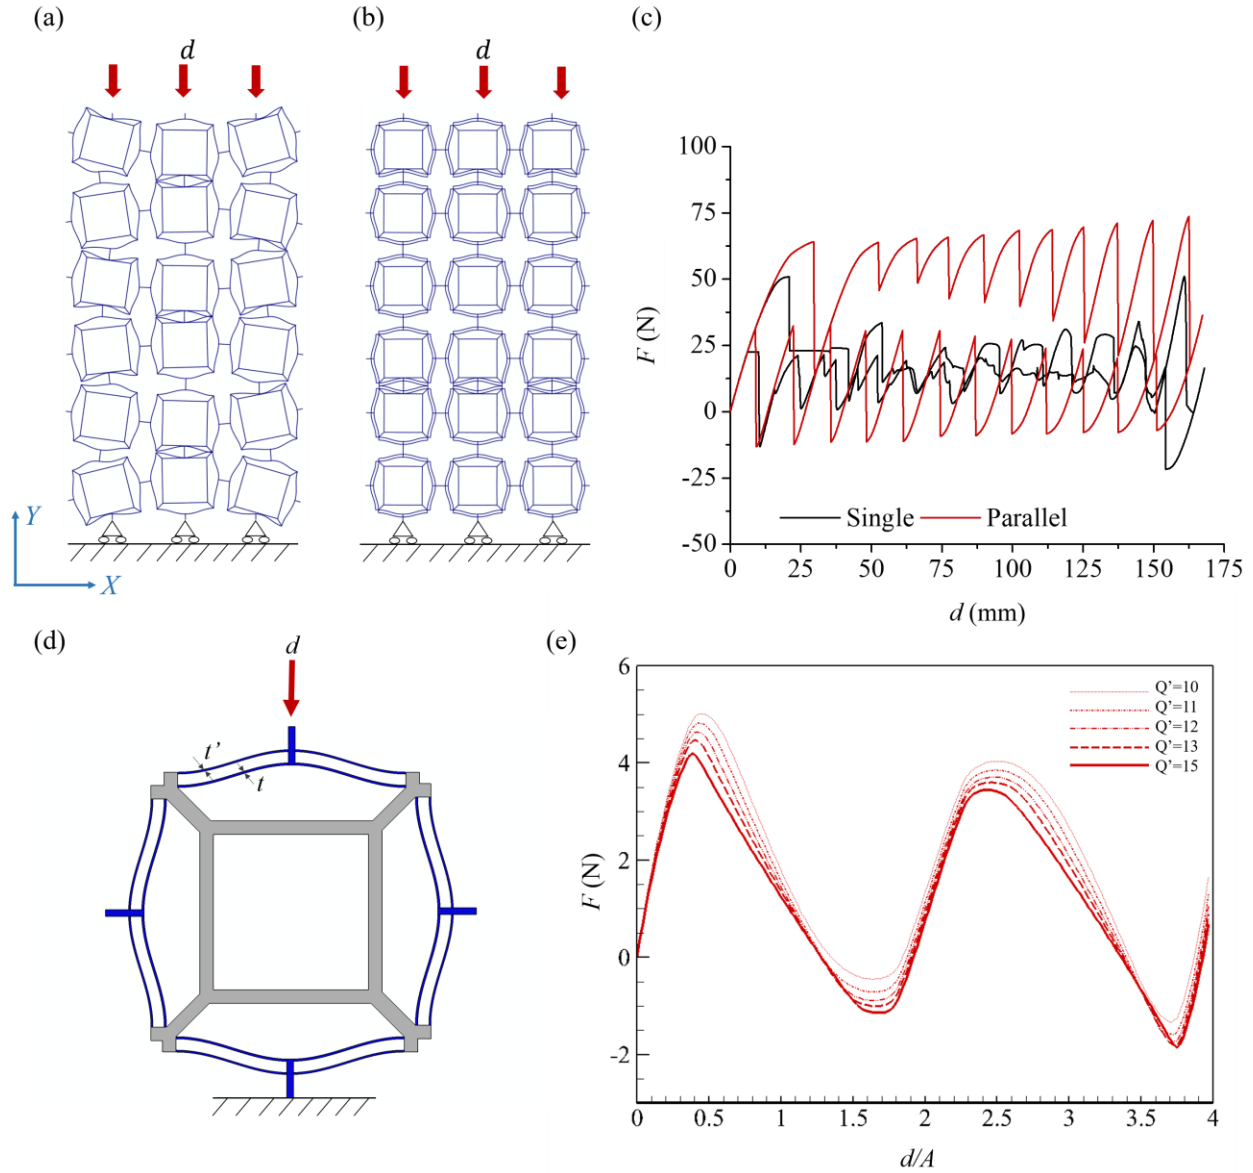 (a)
(b)
(c)
d
d
Y
X
100
75
50
25
0
-25
-50
F (N)
Single
Parallel
0
25
50
75
100
125
150
175
d (mm)
(d)
d
t'
t
(e)
6
4
2
0
-2
F (N)
Q'=10
Q'=11
Q'=12
Q'=13
Q'=15
0
0.5
1
1.5
2
2.5
3
3.5
4
d/A